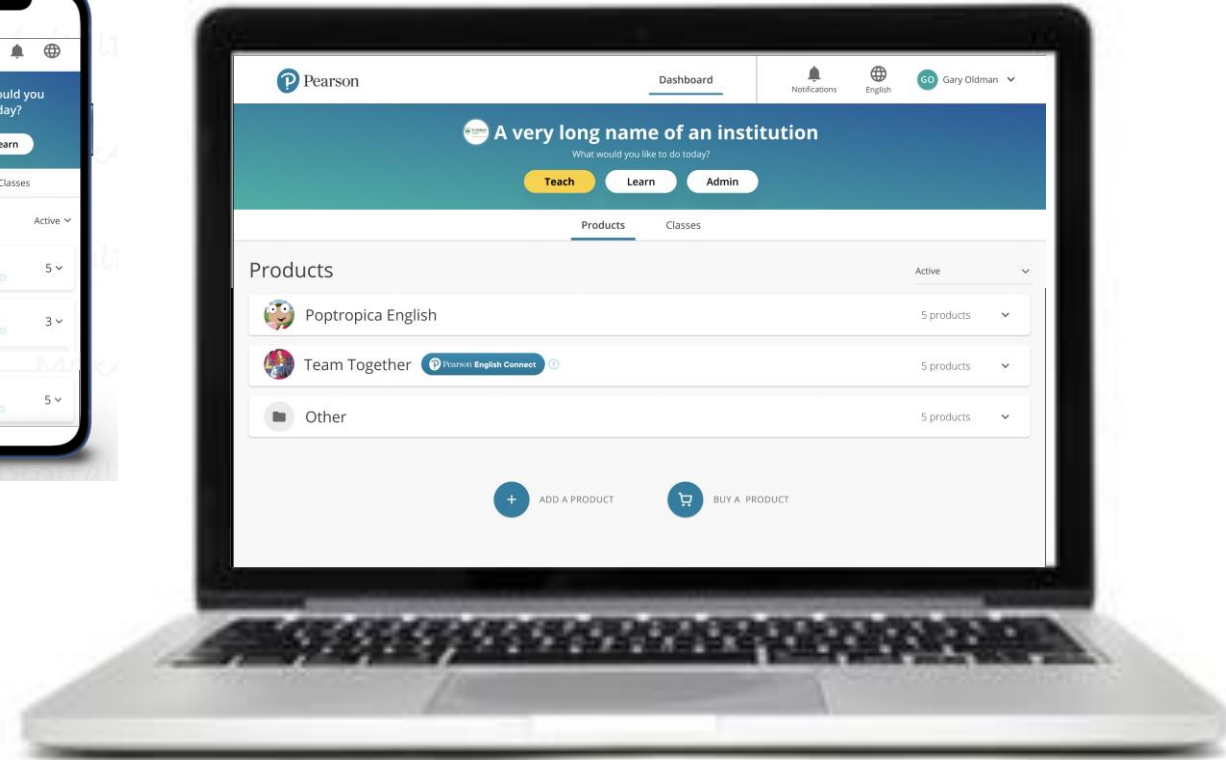 ould you
day?
earn
Classes
Active
5
3
5
Pearson
Dashboard
Notifications
English
GO Gary Oldman
A very long name of an institution
What would you like to do today?
Teach Learn Admin
Products Classes
Products
Active
Poptropica English
5 products
Team Together
Pearson English Connect
5 products
Other
5 products
+ ADD A PRODUCT
BUY A PRODUCT